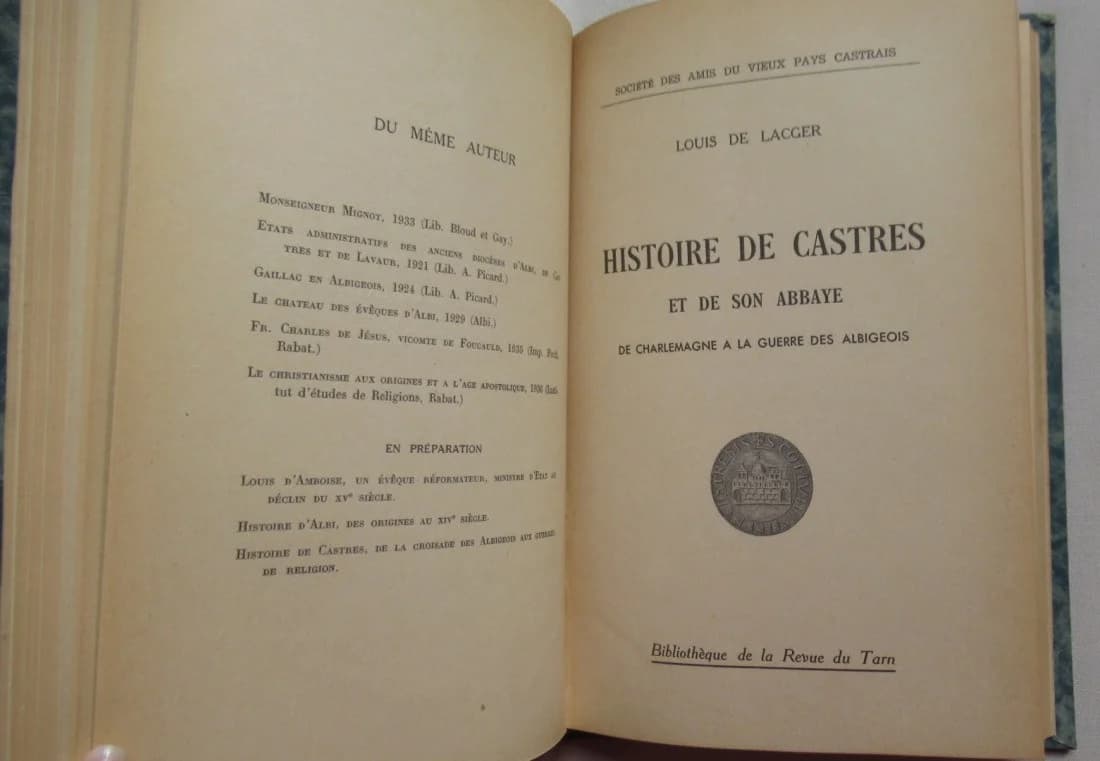 DU MÊME AUTEUR
MONSEIGNEUR MIGNOT, 1933 (Lib. Bloud et Gay.)
ETATS ADMINISTRATIFS DES ANCIENS DIOCÈSES D'ALBI, DE CAS
TRES ET DE LAVAUR, 1921 (Lib. A. Picard.)
GAILLAC EN ALBIGEOIS, 1924 (Lib. A. Picard.)
LE CHATEAU DES ÉVÊQUES D'ALBI, 1929 (Albi.)
FR. CHARLES DE JÉSUS, VICOMTE DE FOUCAULD, 1935 (Imp.
Rabat.)
LE CHRISTIANISME AUX ORIGINES ET A L'AGE APOSTOLIQUE, 1936 (Insti
tut d'études de Religions, Rabat.)
EN PRÉPARATION
LOUIS D'AMBOISE, UN ÉVÊQUE RÉFORMATEUR, MINISTRE D'ETAT AU
DÉCLIN DU XVe SIÈCLE.
HISTOIRE D'ALBI, DES ORIGINES AU XIVe SIÈCLE.
HISTOIRE DE CASTRES, DE LA CROISADE DES ALBIGEOIS AUX GUERRES
DE RELIGION.
SOCIÉTÉ DES AMIS DU VIEUX PAYS CASTRAIS
LOUIS DE LACGER
HISTOIRE DE CASTRES
ET DE SON ABBAYE
DE CHARLEMAGNE A LA GUERRE DES ALBIGEOIS
Bibliothèque de la Revue du Tarn